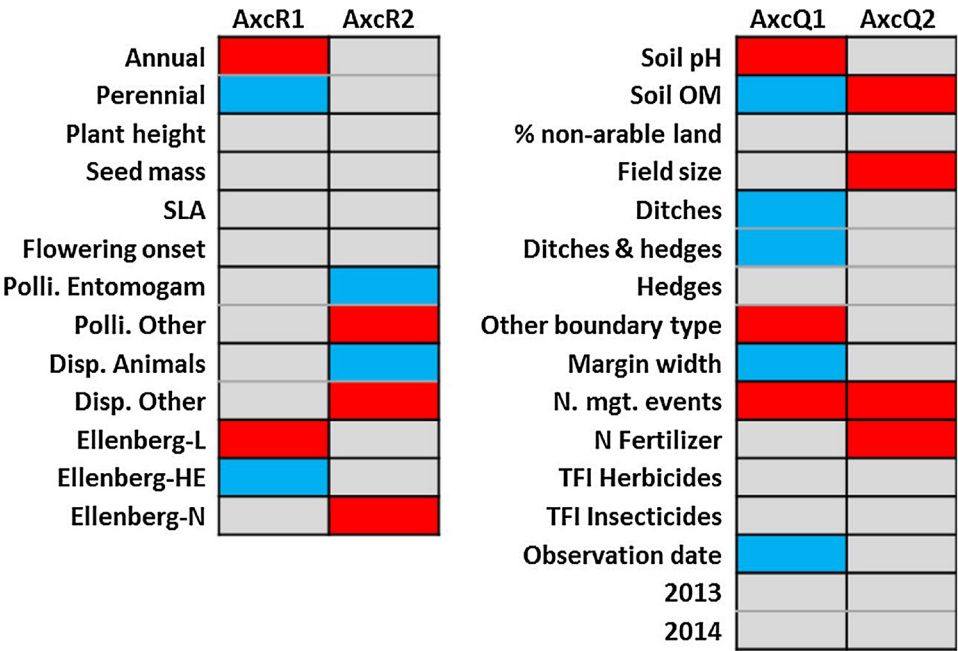 AxcR1 AxcR2
Annual
Perennial
Plant height
Seed mass
SLA
Flowering onset
Polli. Entomogam
Polli. Other
Disp. Animals
Disp. Other
Ellenberg-L
Ellenberg-HE
Ellenberg-N
AxcQ1 AxcQ2
Soil pH
Soil OM
% non-arable land
Field size
Ditches
Ditches & hedges
Hedges
Other boundary type
Margin width
N. mgt. events
N Fertilizer
TFI Herbicides
TFI Insecticides
Observation date
2013
2014